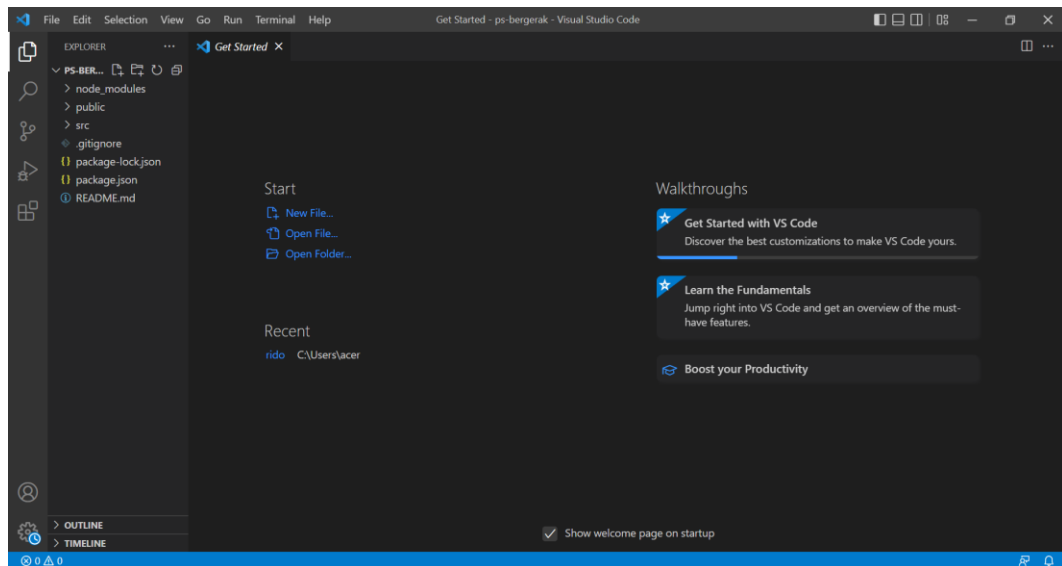 File Edit Selection View Go Run Terminal Help
Get Started - ps-bergerak - Visual Studio Code
EXPLORER
Get Started
PS-BER...
node_modules
public
src
.gitignore
{} package-lock.json
{} package.json
README.md
Start
New File...
Open File...
Open Folder...
Recent
rido C:\Users\acer
Walkthroughs
Get Started with VS Code
Discover the best customizations to make VS Code yours.
Learn the Fundamentals
Jump right into VS Code and get an overview of the must-
have features.
Boost your Productivity
Show welcome page on startup
OUTLINE
TIMELINE
0 0